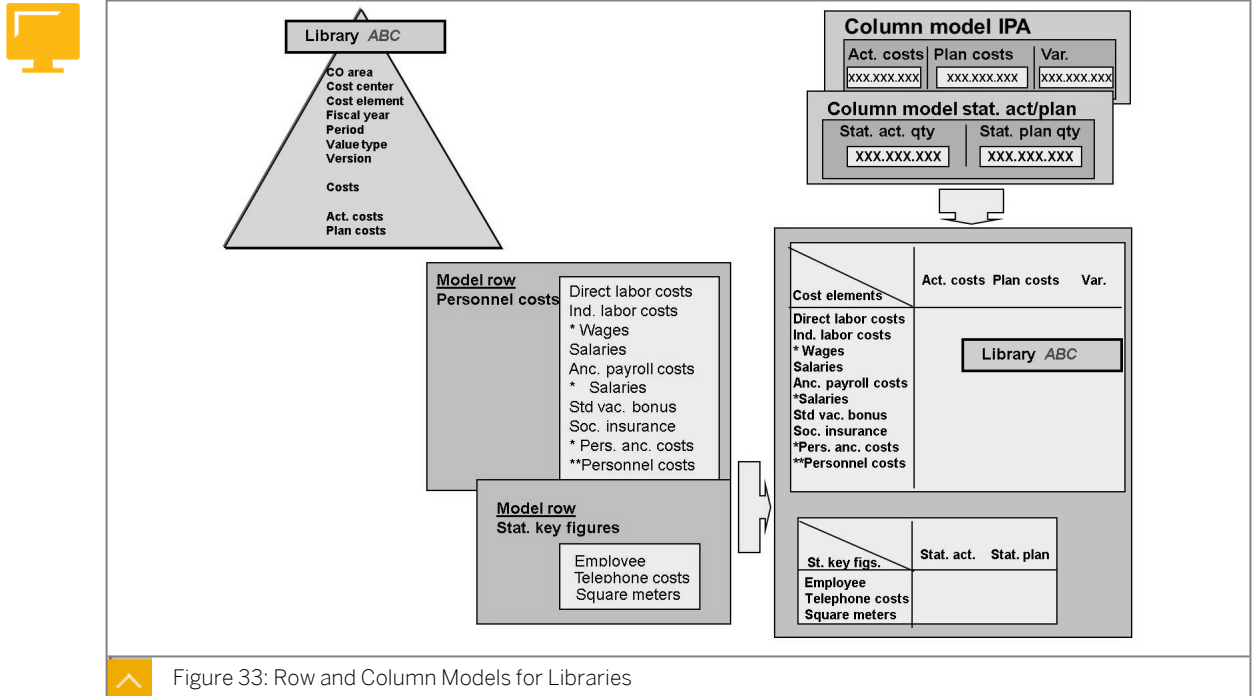 Library ABC
CO area
Cost center
Cost element
Fiscal year
Period
Value type
Version
Costs
Act. costs
Plan costs
Column model IPA
Act. costs Plan costs Var.
XXX.XXX.XXX XXX.XXX.XXX XXX.XXX.XXX
Column model stat. act/plan
Stat. act. qty Stat. plan qty
XXX.XXX.XXX XXX.XXX.XXX
Model row
Personnel costs
Direct labor costs
Ind. labor costs
* Wages
Salaries
Anc. payroll costs
* Salaries
Std vac. bonus
Soc. insurance
* Pers. anc. costs
**Personnel costs
Model row
Stat. key figures
Employee
Telephone costs
Square meters
Cost elements
Act. costs Plan costs Var.
Direct labor costs
Ind. labor costs
* Wages
Salaries
Anc. payroll costs
*Salaries
Std vac. bonus
Soc. insurance
*Pers. anc. costs
**Personnel costs
Library ABC
St. key figs.
Stat. act. Stat. plan
Employee
Telephone costs
Square meters
Figure 33: Row and Column Models for Libraries